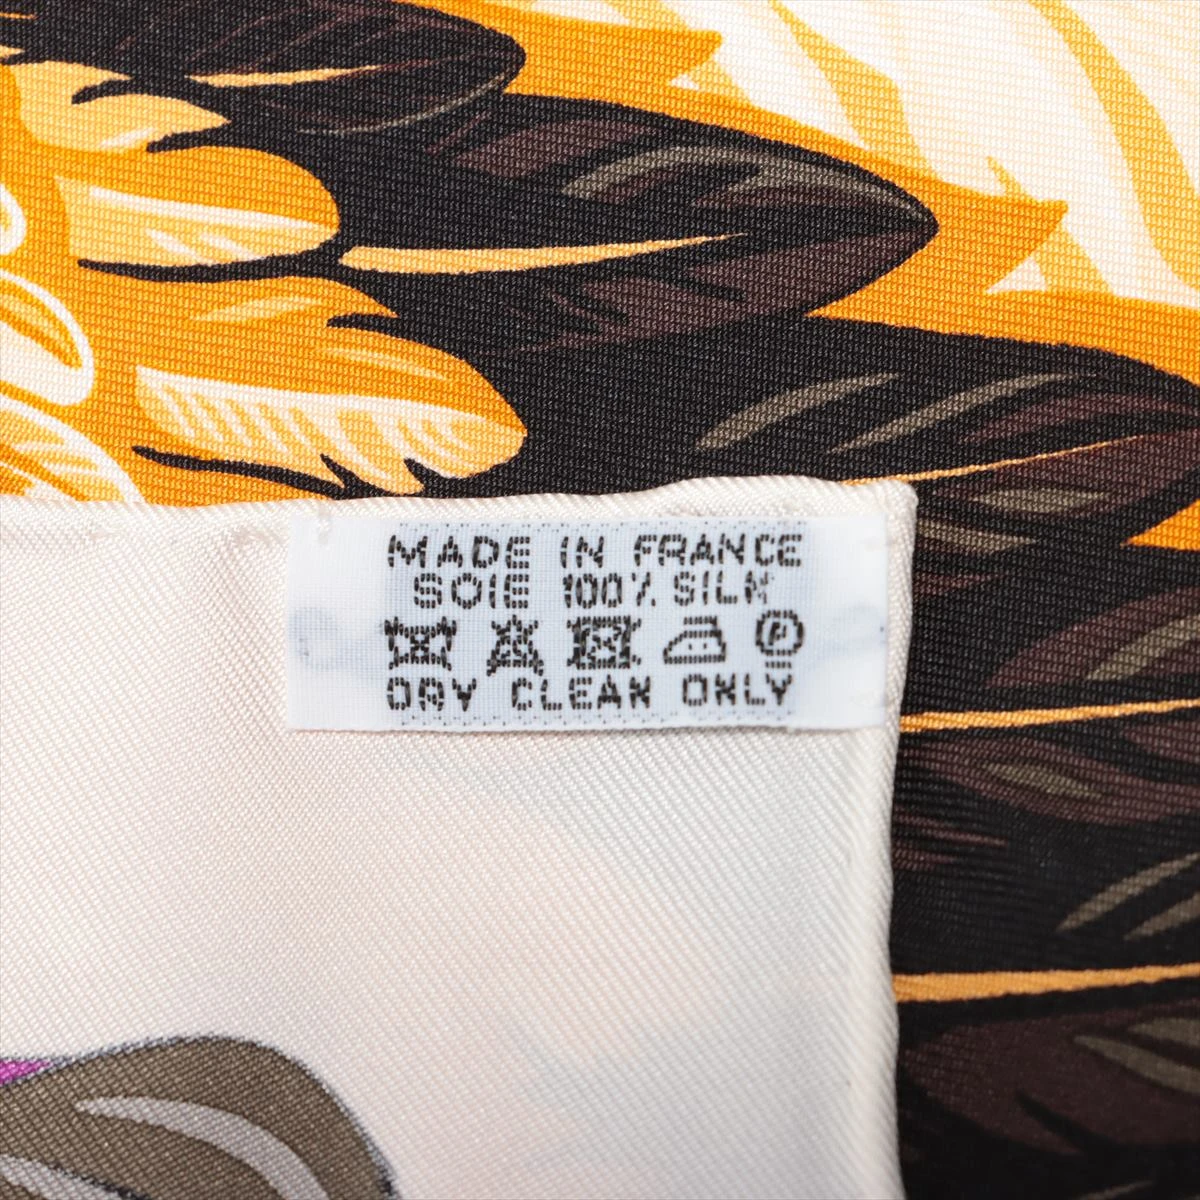 MADE IN FRANCE
SOIE 100% SILK
P
DRY CLEAN ONLY